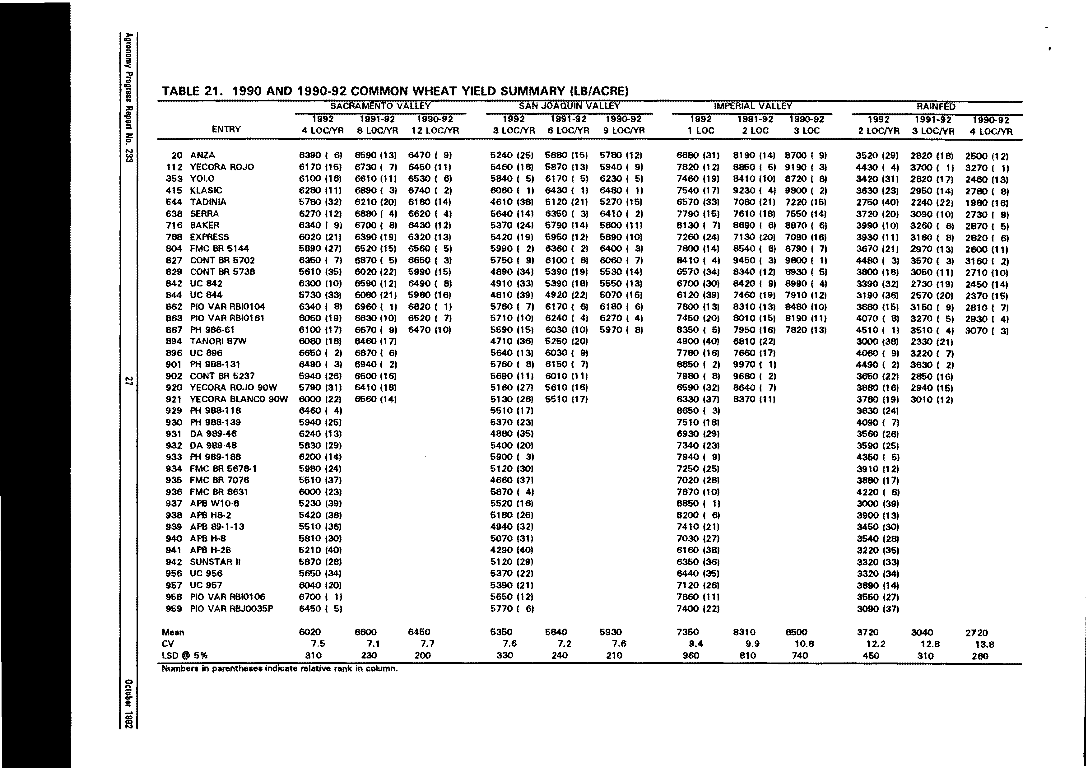 Agronomy Progress Report No. 233
27
October 1992
TABLE 21. 1990 AND 1990-92 COMMON WHEAT YIELD SUMMARY (LB/ACRE)
SACRAMENTO VALLEY SAN JOAQUIN VALLEY IMPERIAL VALLEY RAINFED
1992 1991-92 1990-92 1992 1991-92 1990-92 1992 1991-92 1990-92 1992 1991-92 1990-92
ENTRY 4 LOC/YR 8 LOC/YR 12 LOC/YR 3 LOC/YR 6 LOC/YR 9 LOC/YR 1 LOC 2 LOC 3 LOC 2 LOC/YR 3 LOC/YR 4 LOC/YR
20 ANZA 6390 ( 6) 6590 (13) 6470 ( 9) 5240 (25) 5680 (15) 5780 (12) 6880 (31) 8190 (14) 8700 ( 9) 3520 (29) 2820 (18) 2500 (12)
112 YECORA ROJO 6170 (15) 6730 ( 7) 6450 (11) 5460 (18) 5870 (13) 5940 ( 9) 7820 (12) 8850 ( 5) 9190 ( 3) 4430 ( 4) 3700 ( 1) 3270 ( 1)
353 YOLO 6100 (16) 6610 (11) 6530 ( 6) 5840 ( 5) 6170 ( 5) 6230 ( 5) 7460 (19) 8410 (10) 8720 ( 8) 3420 (31) 2820 (17) 2460 (13)
415 KLASIC 6280 (11) 6890 ( 3) 6740 ( 2) 6060 ( 1) 6430 ( 1) 6480 ( 1) 7540 (17) 9230 ( 4) 9800 ( 2) 3630 (23) 2950 (14) 2780 ( 8)
544 TADINIA 5780 (32) 6210 (20) 6180 (14) 4610 (38) 5120 (21) 5270 (15) 6570 (33) 7080 (21) 7220 (15) 2750 (40) 2240 (22) 1980 (16)
638 SERRA 6270 (12) 6880 ( 4) 6620 ( 4) 5640 (14) 6350 ( 3) 6410 ( 2) 7790 (15) 7610 (18) 7550 (14) 3720 (20) 3090 (10) 2730 ( 9)
716 BAKER 6340 ( 9) 6700 ( 8) 6430 (12) 5370 (24) 5790 (14) 5800 (11) 8130 ( 7) 8690 ( 6) 8870 ( 6) 3990 (10) 3260 ( 6) 2870 ( 5)
788 EXPRESS 6020 (21) 6390 (19) 6320 (13) 5420 (19) 5950 (12) 5890 (10) 7260 (24) 7130 (20) 7080 (16) 3930 (11) 3160 ( 8) 2820 ( 6)
804 FMC BR 5144 5890 (27) 6520 (15) 6560 ( 5) 5990 ( 2) 6360 ( 2) 6400 ( 3) 7800 (14) 8540 ( 8) 8790 ( 7) 3670 (21) 2970 (13) 2600 (11)
827 CONT BR 5702 6350 ( 7) 6870 ( 5) 6650 ( 3) 5750 ( 9) 6100 ( 8) 6060 ( 7) 8410 ( 4) 9450 ( 3) 9800 ( 1) 4480 ( 3) 3570 ( 3) 3160 ( 2)
829 CONT BR 5738 5610 (35) 6020 (22) 5990 (15) 4890 (34) 5390 (19) 5530 (14) 6570 (34) 8340 (12) 8930 ( 5) 3800 (18) 3050 (11) 2710 (10)
842 UC 842 6300 (10) 6590 (12) 6490 ( 8) 4910 (33) 5390 (18) 5550 (13) 6700 (30) 8420 ( 9) 8990 ( 4) 3390 (32) 2730 (19) 2450 (14)
844 UC 844 5730 (33) 6080 (21) 5980 (16) 4810 (39) 4920 (22) 5070 (16) 6120 (39) 7460 (19) 7910 (12) 3190 (36) 2570 (20) 2370 (15)
862 PIO VAR RBI0104 6340 ( 8) 6960 ( 1) 6820 ( 1) 5780 ( 7) 6170 ( 6) 6180 ( 6) 7800 (13) 8310 (13) 8480 (10) 3880 (15) 3150 ( 9) 2810 ( 7)
863 PIO VAR RBI0161 6050 (19) 6630 (10) 6520 ( 7) 5710 (10) 6240 ( 4) 6270 ( 4) 7450 (20) 8010 (15) 8190 (11) 4070 ( 8) 3270 ( 5) 2930 ( 4)
867 PH 986-61 6100 (17) 6670 ( 9) 6470 (10) 5590 (15) 6030 (10) 5970 ( 8) 8350 ( 5) 7950 (16) 7820 (13) 4510 ( 1) 3510 ( 4) 3070 ( 3)
894 TANORI 87W 6080 (18) 6460 (17) 4710 (36) 5250 (20) 4900 (40) 6810 (22) 3000 (38) 2330 (21)
896 UC 896 6650 ( 2) 6870 ( 6) 5640 (13) 6030 ( 9) 7780 (16) 7660 (17) 4060 ( 9) 3220 ( 7)
901 PH 988-131 6490 ( 3) 6940 ( 2) 5760 ( 8) 6150 ( 7) 8850 ( 2) 9970 ( 1) 4490 ( 2) 3630 ( 2)
902 CONT BR 5237 5940 (26) 6500 (16) 5680 (11) 6010 (11) 7980 ( 8) 9680 ( 2) 3650 (22) 2850 (16)
920 YECORA ROJO 90W 5790 (31) 6410 (18) 5160 (27) 5610 (16) 6590 (32) 8640 ( 7) 3880 (16) 2940 (15)
921 YECORA BLANCO 90W 6000 (22) 6560 (14) 5130 (28) 5510 (17) 6330 (37) 8370 (11) 3780 (19) 3010 (12)
929 PH 988-118 6460 ( 4) 5510 (17) 8650 ( 3) 3630 (24)
930 PH 988-139 5940 (25) 5370 (23) 7510 (18) 4090 ( 7)
931 DA 989-46 6240 (13) 4880 (35) 6930 (29) 3560 (26)
932 DA 989-48 5830 (29) 5400 (20) 7340 (23) 3590 (25)
933 PH 989-186 6200 (14) 5900 ( 3) 7940 ( 9) 4350 ( 5)
934 FMC BR 5678-1 5980 (24) 5120 (30) 7250 (25) 3910 (12)
935 FMC BR 7076 5510 (37) 4660 (37) 7020 (28) 3880 (17)
936 FMC BR 8631 6000 (23) 5870 ( 4) 7870 (10) 4220 ( 6)
937 APB W10-6 5230 (39) 5520 (16) 8850 ( 1) 3000 (39)
938 APB H8-2 5420 (38) 5180 (26) 8200 ( 6) 3900 (13)
939 APB 89-1-13 5510 (36) 4940 (32) 7410 (21) 3450 (30)
940 APB H-8 5810 (30) 5070 (31) 7030 (27) 3540 (28)
941 APB H-26 5210 (40) 4290 (40) 6160 (38) 3220 (35)
942 SUNSTAR II 5870 (28) 5120 (29) 6350 (36) 3320 (33)
956 UC 956 5650 (34) 5370 (22) 6440 (35) 3320 (34)
957 UC 957 6040 (20) 5390 (21) 7120 (26) 3890 (14)
958 PIO VAR RBI0106 6700 ( 1) 5650 (12) 7860 (11) 3550 (27)
959 PIO VAR RBJ0035P 6450 ( 5) 5770 ( 6) 7400 (22) 3090 (37)
Mean 6020 6600 6450 5350 5840 5930 7350 8310 8500 3720 3040 2720
CV 7.5 7.1 7.7 7.6 7.2 7.6 9.4 9.9 10.8 12.2 12.8 13.8
LSD @ 5% 310 230 200 330 240 210 960 810 740 450 310 260
Numbers in parentheses indicate relative rank in column.